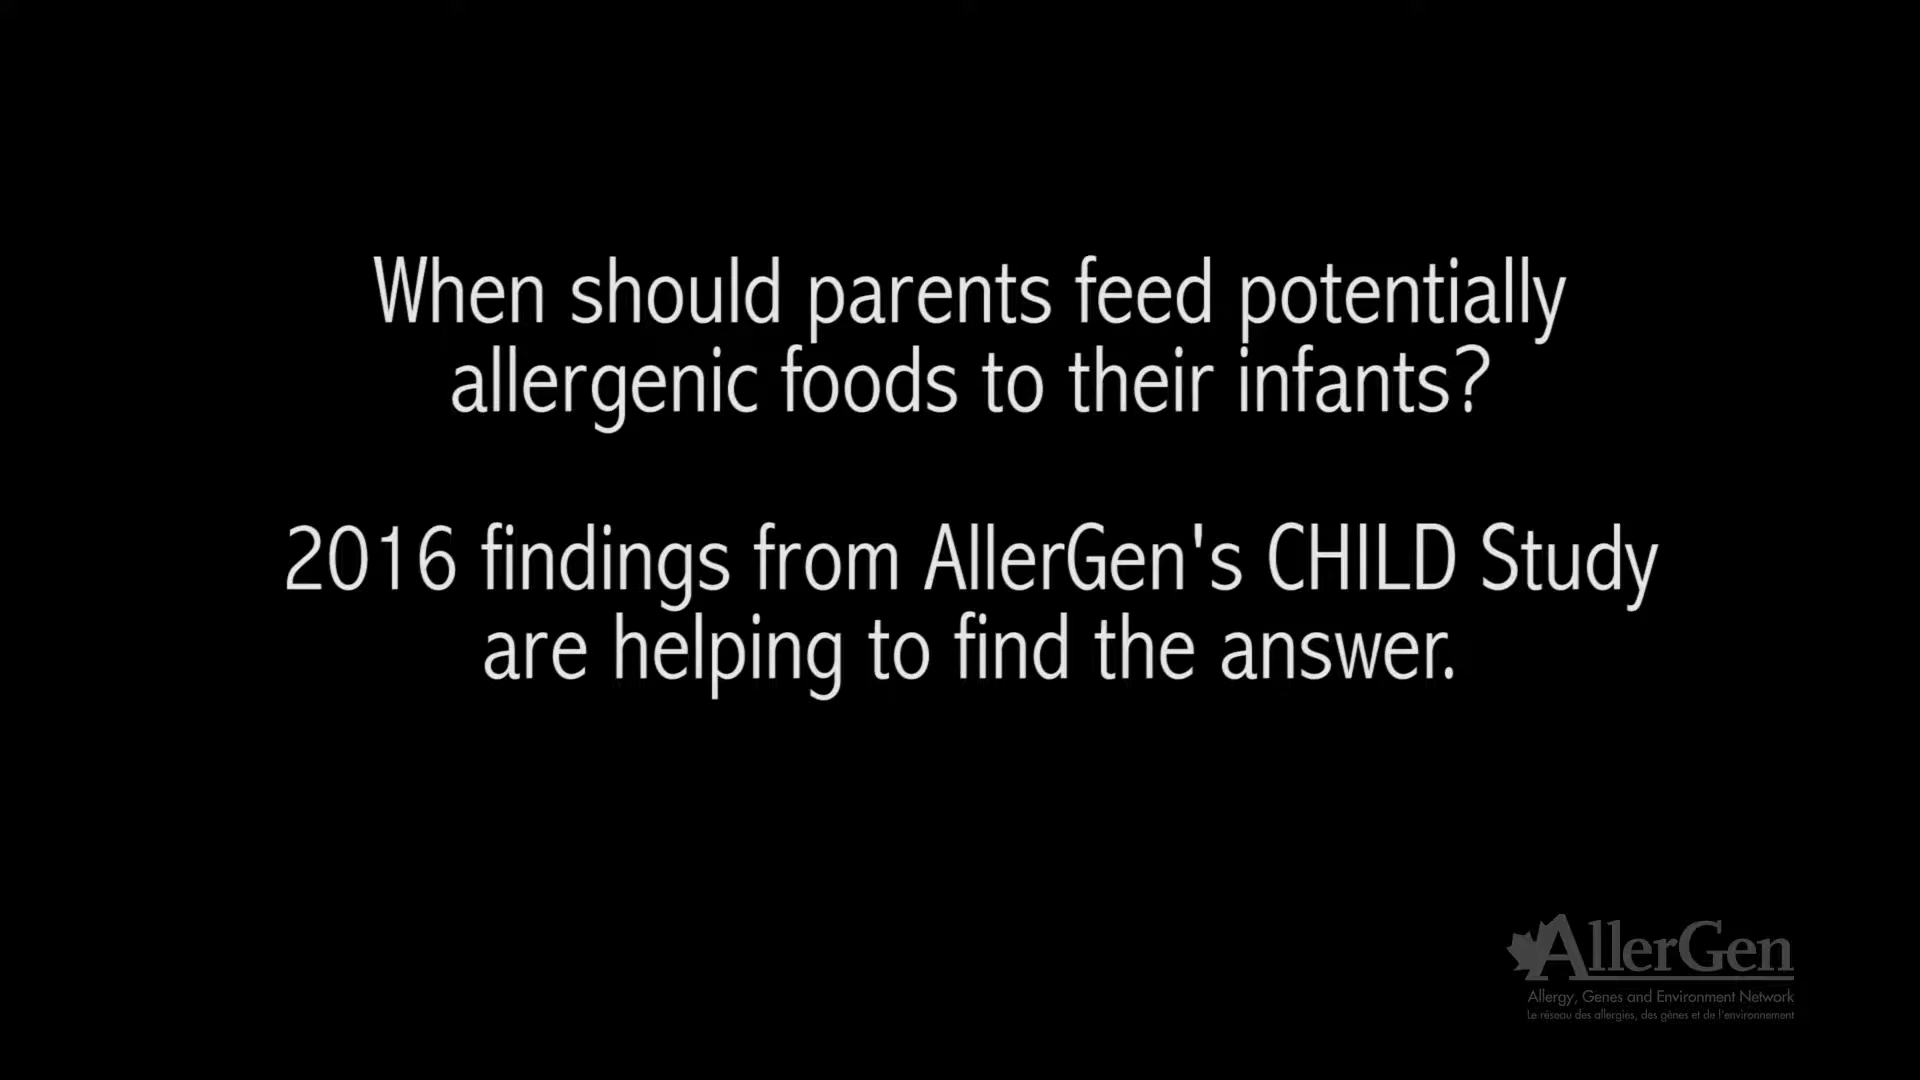 When should parents feed potentially
allergenic foods to their infants?
2016 findings from AllerGen's CHILD Study
are helping to find the answer.
AllerGen
Allergy, Genes and Environment Network
Le réseau des allergies, des gènes et de l'environnement